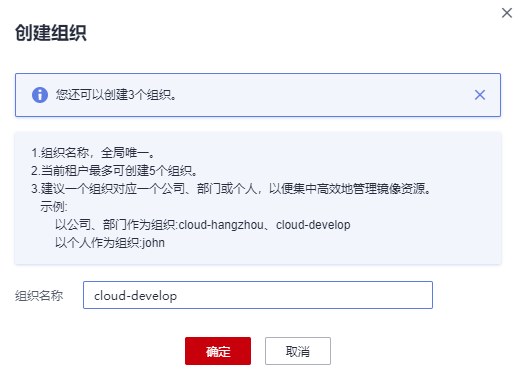 创建组织
您还可以创建3个组织。
1.组织名称，全局唯一。
2.当前租户最多可创建5个组织。
3.建议一个组织对应一个公司、部门或个人，以便集中高效地管理镜像资源。
示例:
以公司、部门作为组织:cloud-hangzhou、cloud-develop
以个人作为组织:john
组织名称 cloud-develop
确定 取消